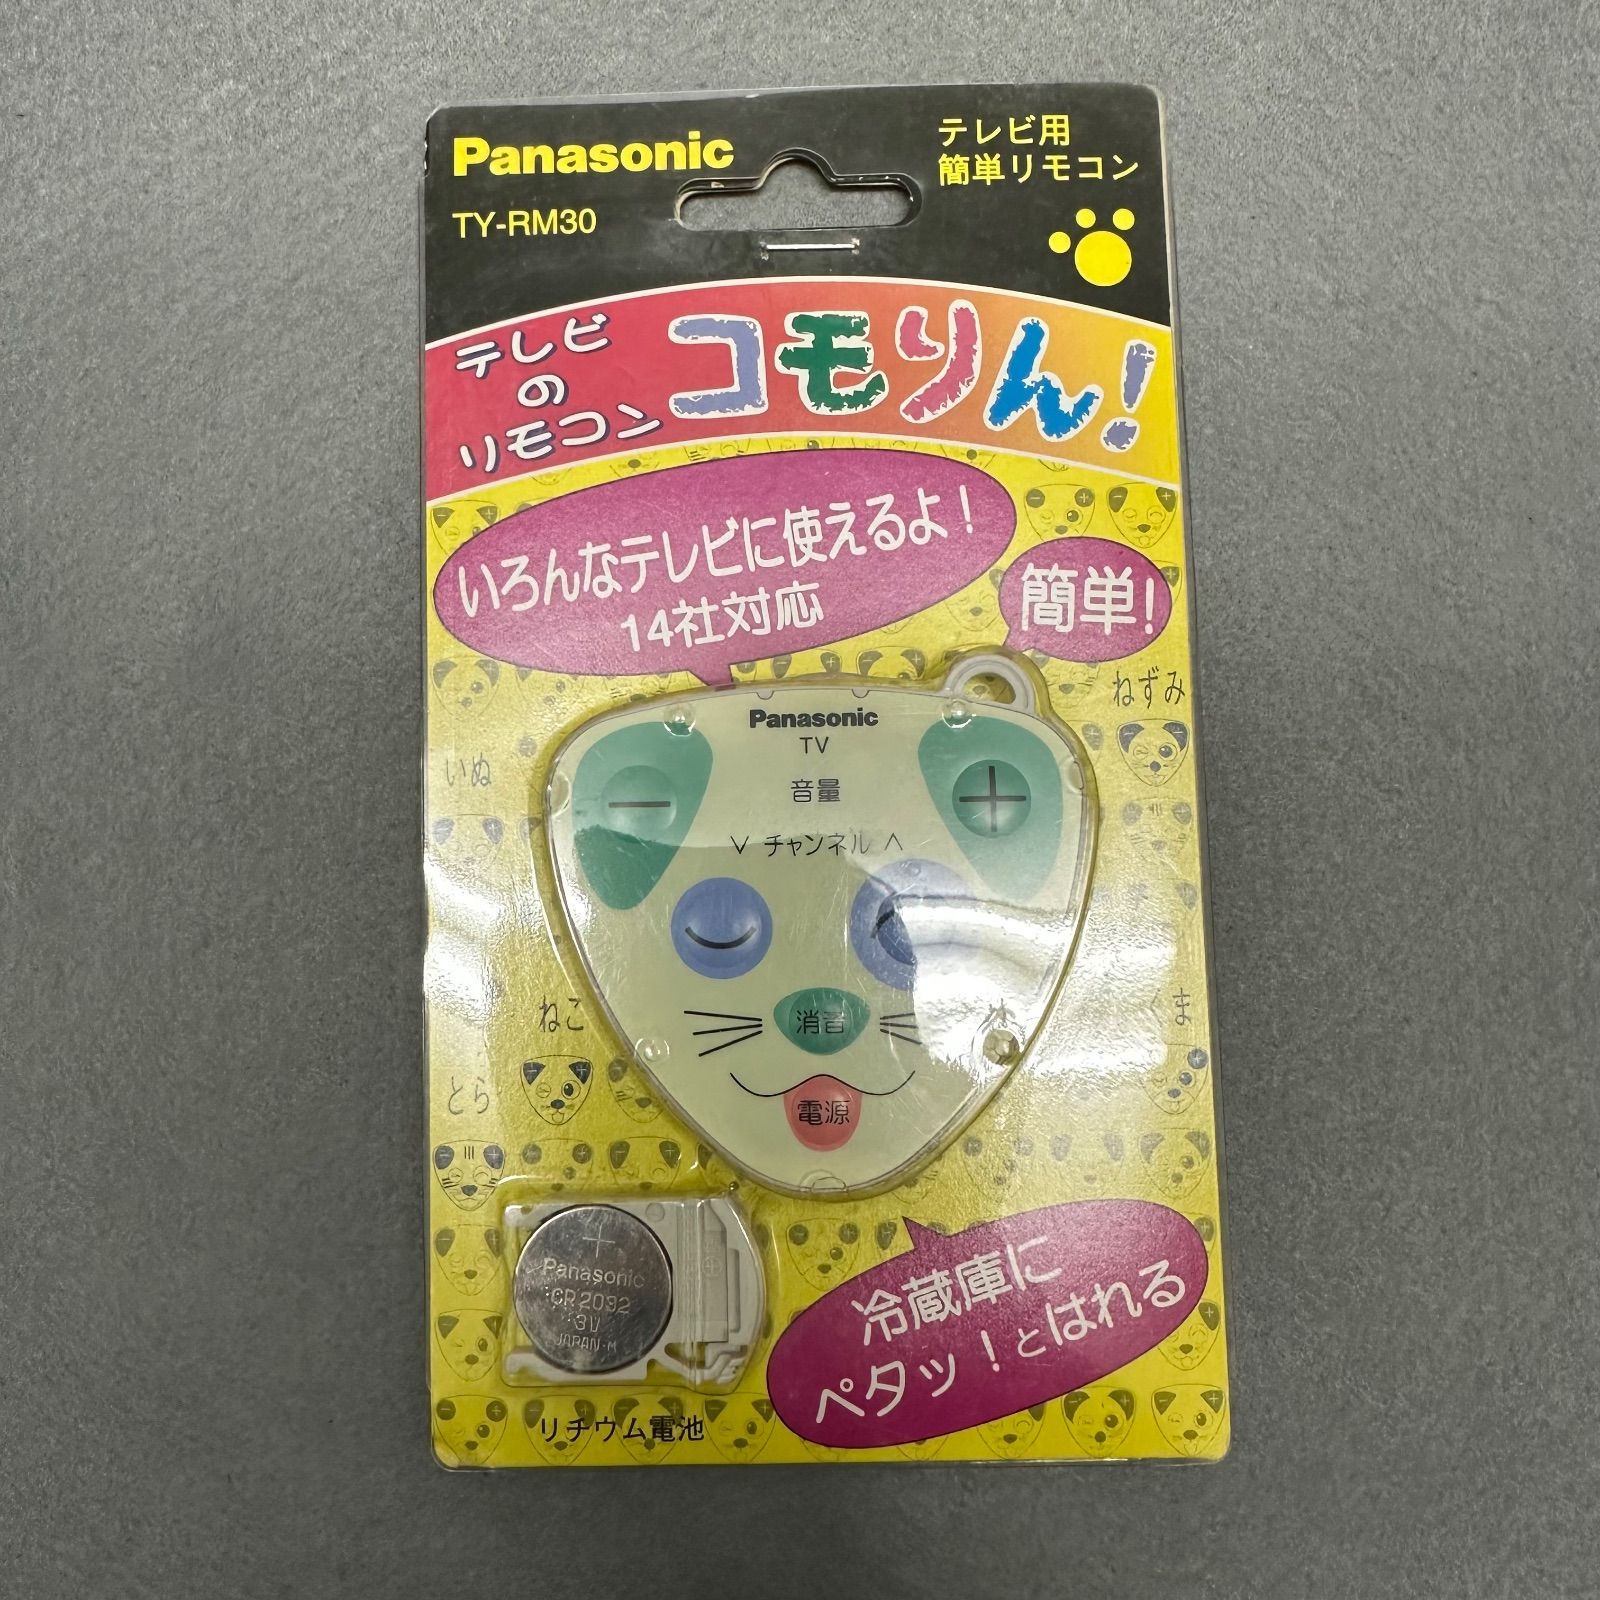 Panasonic
TY-RM30
テレビ用
簡単リモコン
テレビ
の
リモコン
コモりん!
いろんなテレビに使えるよ!
14社対応
簡単!
ねずみ
いぬ
Panasonic
TV
音量
− +
∨ チャンネル ∧
消音
電源
ねこ
くま
とら
+
Panasonic
CR2032
3V
JAPAN-M
リチウム電池
冷蔵庫に
ペタッ!とはれる